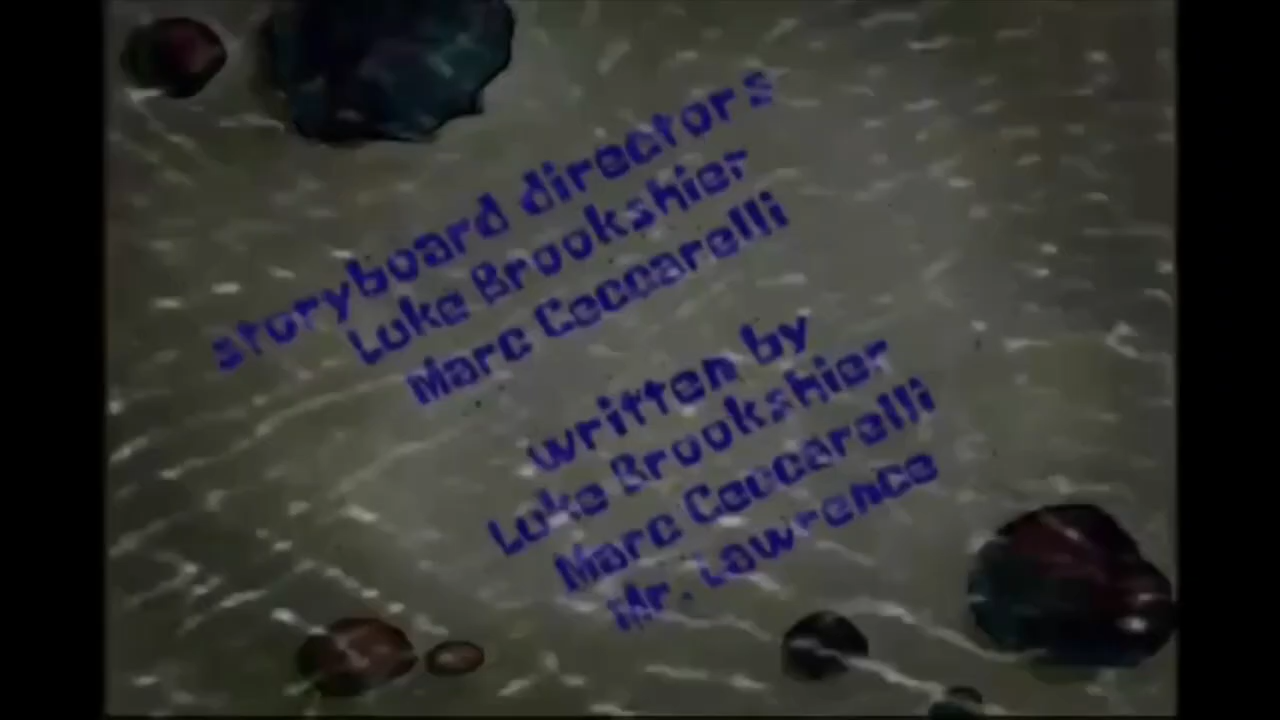 storyboard directors
Luke Brookshier
Marc Ceccarelli
written by
Luke Brookshier
Marc Ceccarelli
Mr. Lawrence